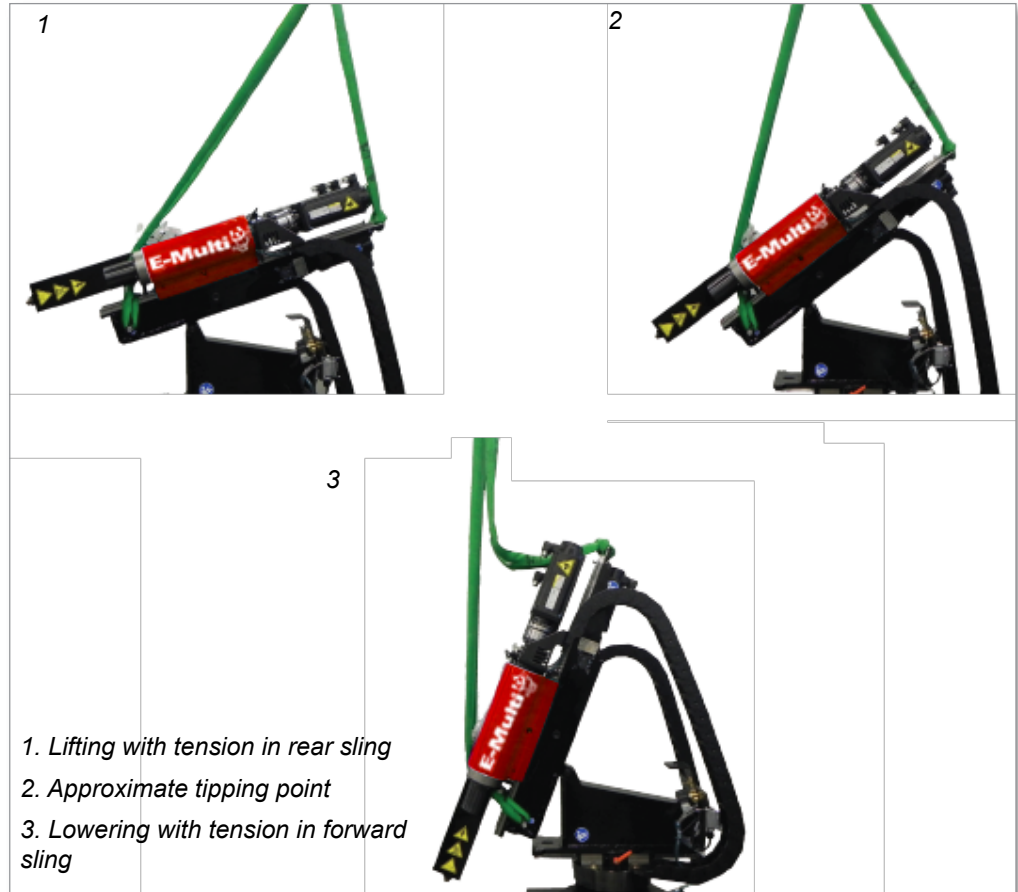 1
2
E-Multi
E-Multi
3
E-Multi
1. Lifting with tension in rear sling
2. Approximate tipping point
3. Lowering with tension in forward
sling